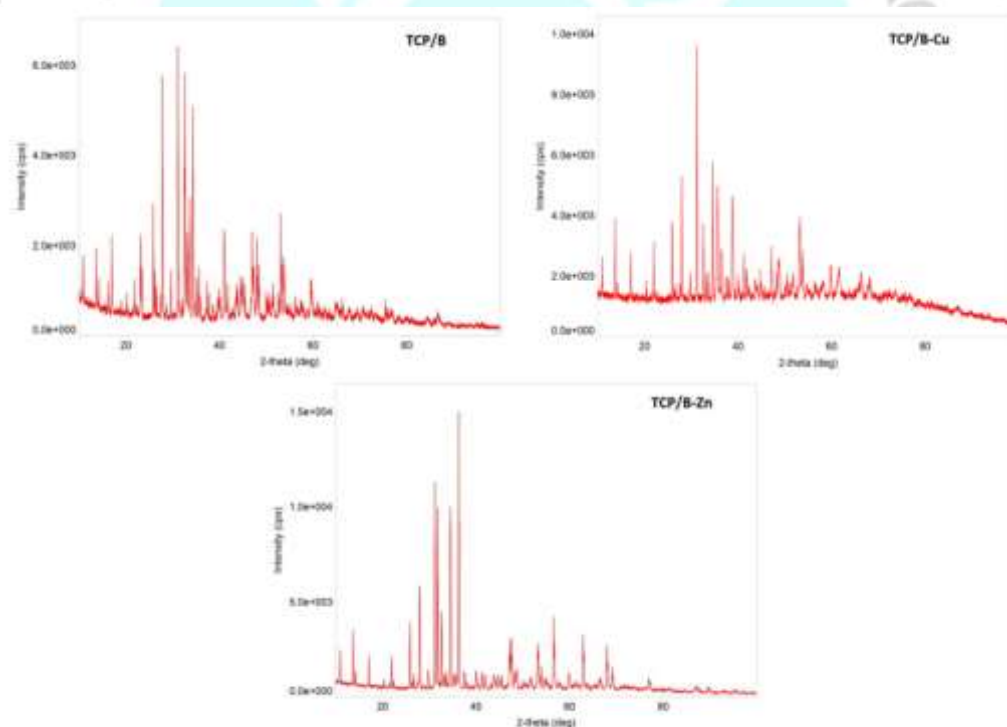 TCP/B
6.0e+003
4.0e+003
2.0e+003
0.0e+000
Intensity (cps)
20
40
60
80
2-theta (deg)
TCP/B-Cu
1.0e+004
8.0e+003
6.0e+003
4.0e+003
2.0e+003
0.0e+000
Intensity (cps)
20
40
60
80
2-theta (deg)
TCP/B-Zn
1.5e+004
1.0e+004
5.0e+003
0.0e+000
Intensity (cps)
20
40
60
80
2-theta (deg)